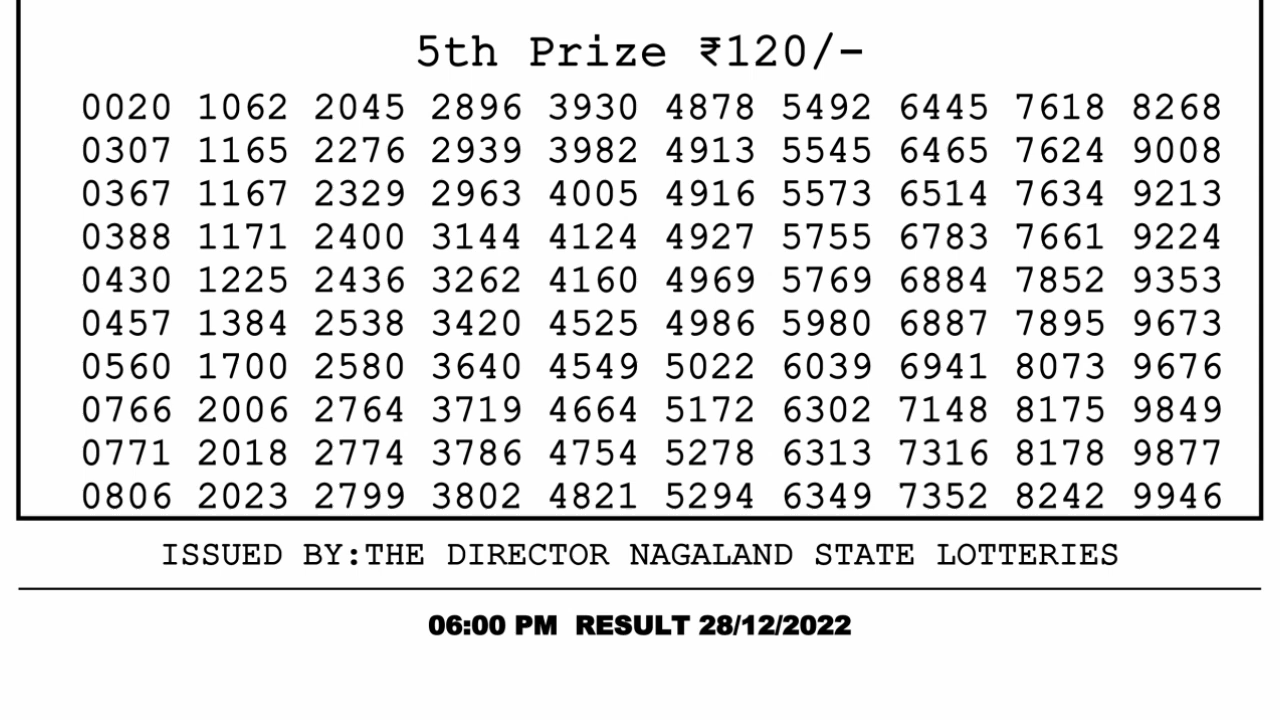 5th Prize ₹120/-
0020 1062 2045 2896 3930 4878 5492 6445 7618 8268
0307 1165 2276 2939 3982 4913 5545 6465 7624 9008
0367 1167 2329 2963 4005 4916 5573 6514 7634 9213
0388 1171 2400 3144 4124 4927 5755 6783 7661 9224
0430 1225 2436 3262 4160 4969 5769 6884 7852 9353
0457 1384 2538 3420 4525 4986 5980 6887 7895 9673
0560 1700 2580 3640 4549 5022 6039 6941 8073 9676
0766 2006 2764 3719 4664 5172 6302 7148 8175 9849
0771 2018 2774 3786 4754 5278 6313 7316 8178 9877
0806 2023 2799 3802 4821 5294 6349 7352 8242 9946
ISSUED BY:THE DIRECTOR NAGALAND STATE LOTTERIES
06:00 PM RESULT 28/12/2022